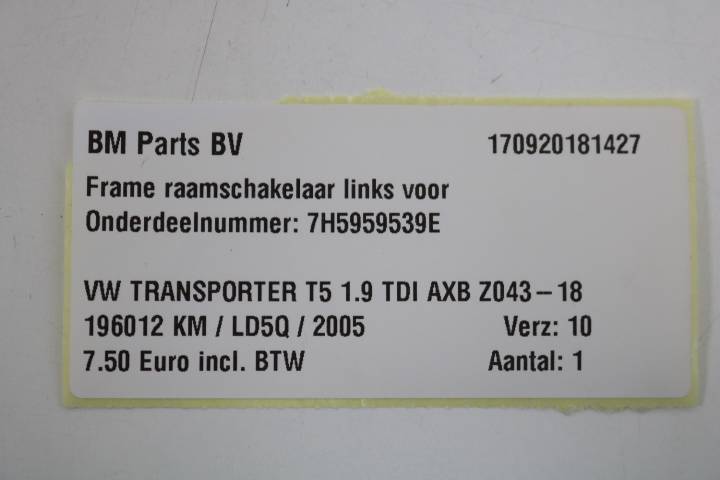 BM Parts BV 170920181427
Frame raamschakelaar links voor
Onderdeelnummer: 7H5959539E
VW TRANSPORTER T5 1.9 TDI AXB Z043–18
196012 KM / LD5Q / 2005 Verz: 10
7.50 Euro incl. BTW Aantal: 1